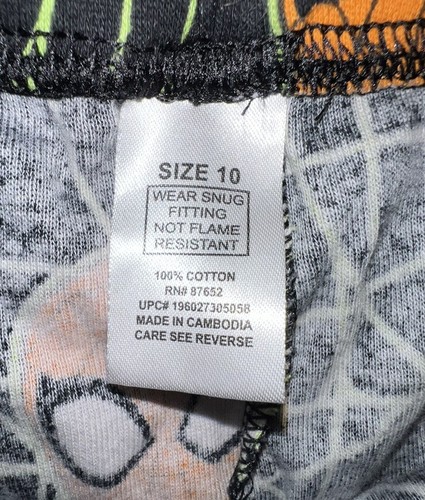 SIZE 10
WEAR SNUG
FITTING
NOT FLAME
RESISTANT
100% COTTON
RN# 87652
UPC# 196027305058
MADE IN CAMBODIA
CARE SEE REVERSE